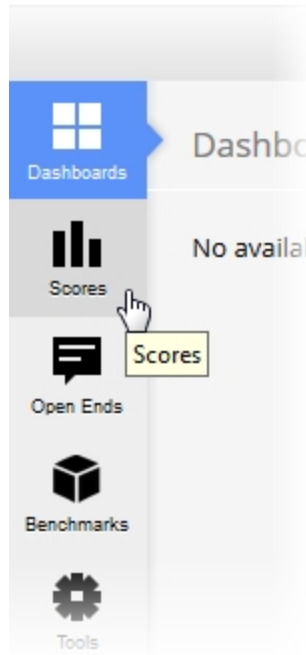 Dashboards
Dashbo
Scores
No availa
Scores
Open Ends
Benchmarks
Tools